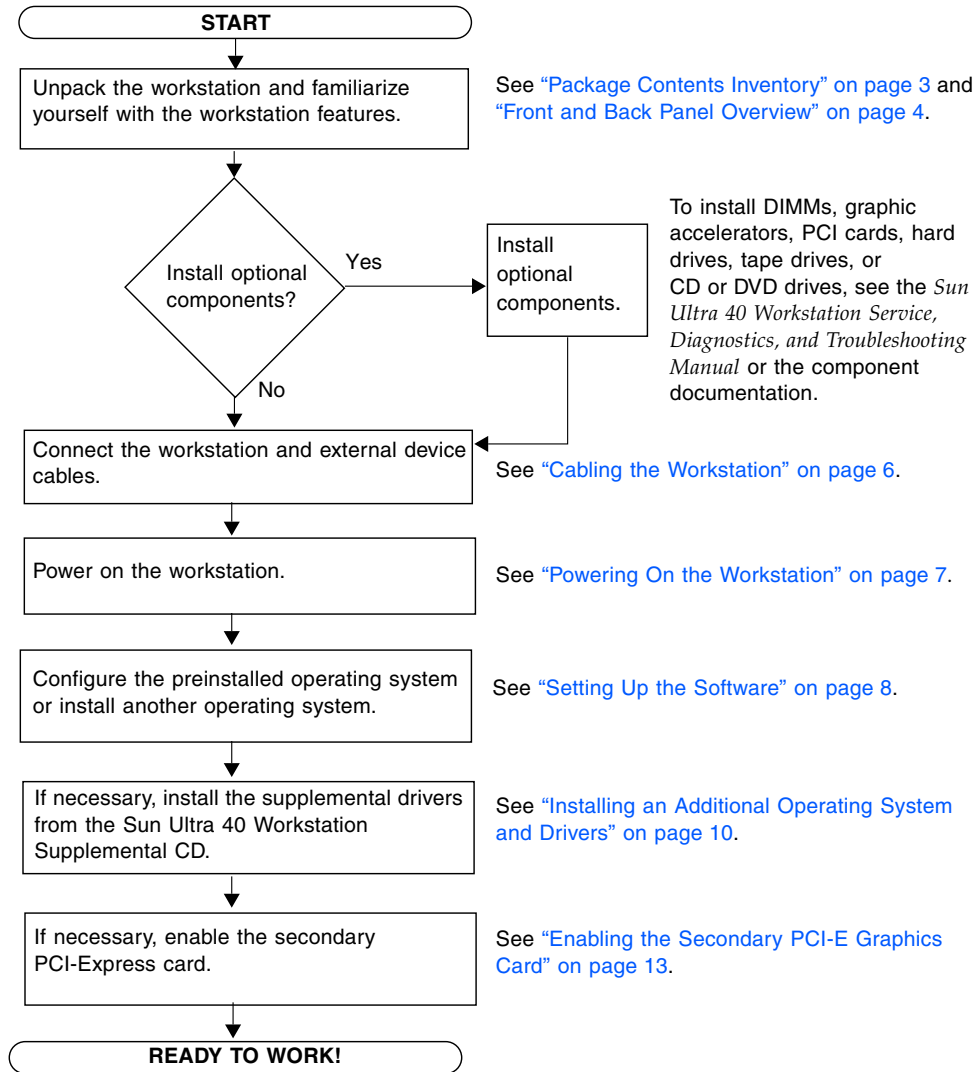 START
Unpack the workstation and familiarize
yourself with the workstation features.
See “Package Contents Inventory” on page 3 and
“Front and Back Panel Overview” on page 4.
Install optional
components?
Yes
No
Install
optional
components.
To install DIMMs, graphic
accelerators, PCI cards, hard
drives, tape drives, or
CD or DVD drives, see the Sun
Ultra 40 Workstation Service,
Diagnostics, and Troubleshooting
Manual or the component
documentation.
Connect the workstation and external device
cables.
See “Cabling the Workstation” on page 6.
Power on the workstation.
See “Powering On the Workstation” on page 7.
Configure the preinstalled operating system
or install another operating system.
See “Setting Up the Software” on page 8.
If necessary, install the supplemental drivers
from the Sun Ultra 40 Workstation
Supplemental CD.
See “Installing an Additional Operating System
and Drivers” on page 10.
If necessary, enable the secondary
PCI-Express card.
See “Enabling the Secondary PCI-E Graphics
Card” on page 13.
READY TO WORK!